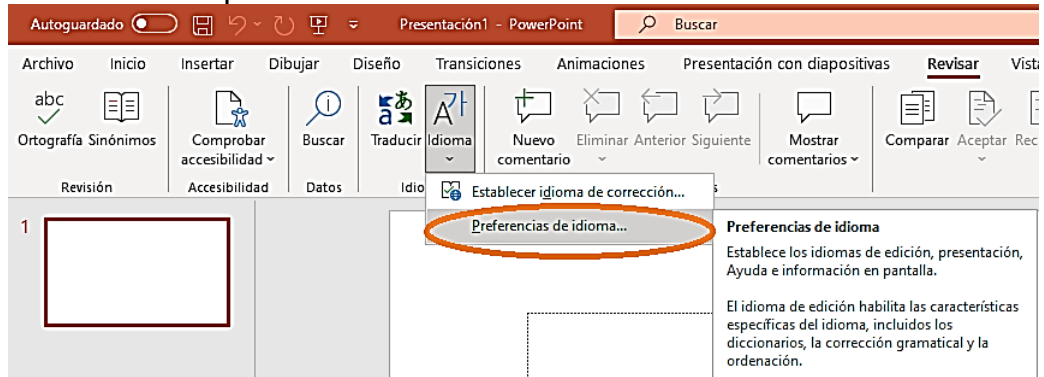 Autoguardado
Presentación1 - PowerPoint
Buscar
Archivo Inicio Insertar Dibujar Diseño Transiciones Animaciones Presentación con diapositivas Revisar Vista
abc
Ortografía Sinónimos Comprobar accesibilidad Buscar Traducir Idioma Nuevo comentario Eliminar Anterior Siguiente Mostrar comentarios Comparar Aceptar
Revisión Accesibilidad Datos
Establecer idioma de corrección...
Preferencias de idioma...
1
Preferencias de idioma
Establece los idiomas de edición, presentación,
Ayuda e información en pantalla.
El idioma de edición habilita las características
específicas del idioma, incluidos los
diccionarios, la corrección gramatical y la
ordenación.